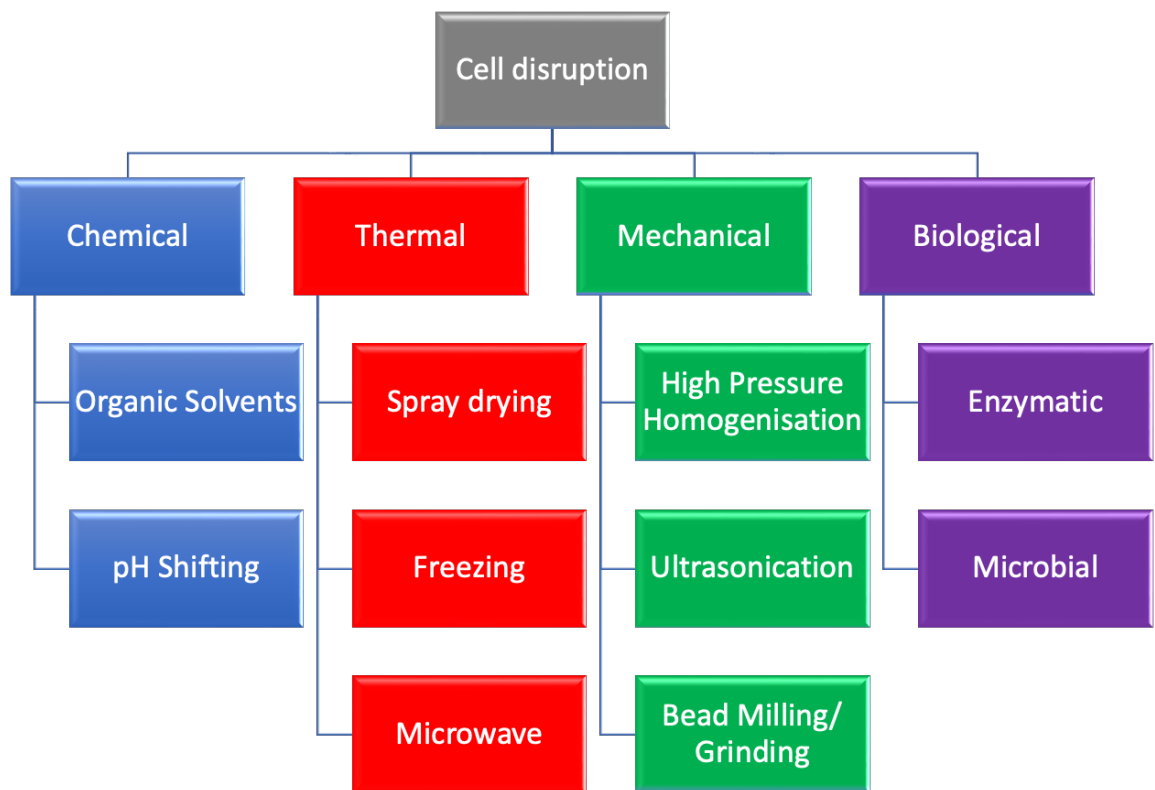 Cell disruption
Chemical
Thermal
Mechanical
Biological
Organic Solvents
pH Shifting
Spray drying
Freezing
Microwave
High Pressure
Homogenisation
Ultrasonication
Bead Milling/
Grinding
Enzymatic
Microbial